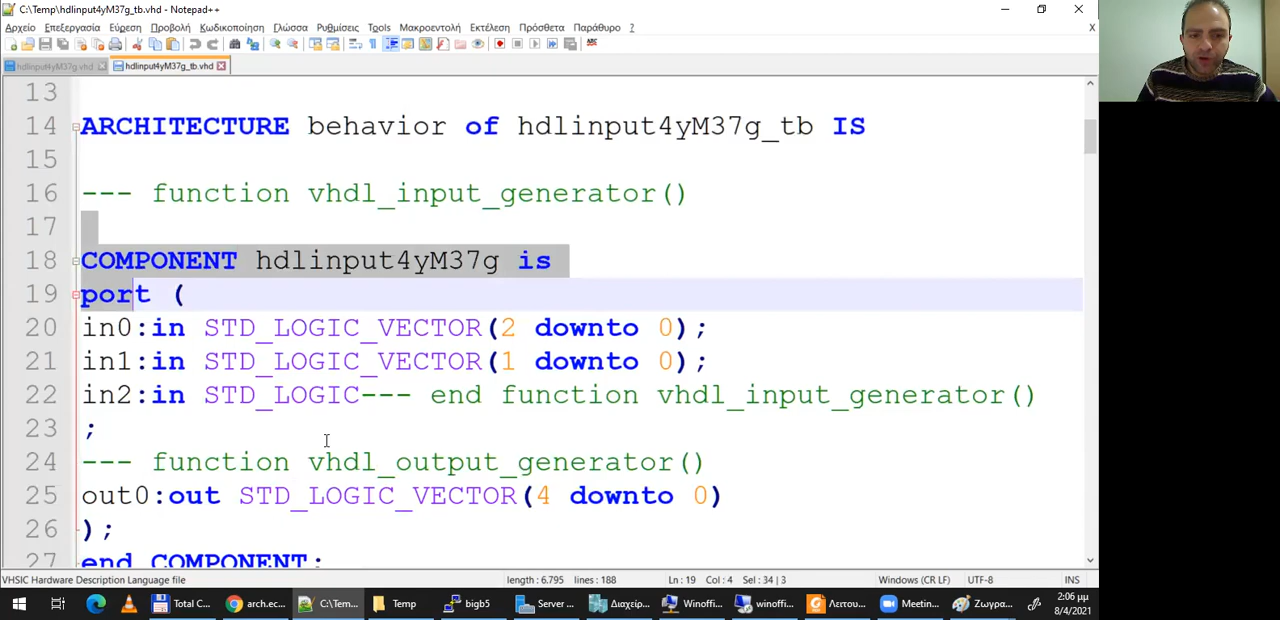 C:\Temp\hdlinput4yM37g_tb.vhd - Notepad++
Αρχείο Επεξεργασία Εύρεση Προβολή Κωδικοποίηση Γλώσσα Ρυθμίσεις Tools Μακροεντολή Εκτέλεση Πρόσθετα Παράθυρο ? X
hdlinput4yM37g.vhd hdlinput4yM37g_tb.vhd
13
14 ARCHITECTURE behavior of hdlinput4yM37g_tb IS
15
16 --- function vhdl_input_generator()
17
18 COMPONENT hdlinput4yM37g is
19 port (
20 in0:in STD_LOGIC_VECTOR(2 downto 0);
21 in1:in STD_LOGIC_VECTOR(1 downto 0);
22 in2:in STD_LOGIC--- end function vhdl_input_generator()
23 ;
24 --- function vhdl_output_generator()
25 out0:out STD_LOGIC_VECTOR(4 downto 0)
26 );
27 end COMPONENT;
VHSIC Hardware Description Language file length : 6.795 lines : 188 Ln : 19 Col : 4 Sel : 34 | 3 Windows (CR LF) UTF-8 INS
Total C... arch.ec... C:\Tem... Temp bigb5 Server ... Διαχείρ... Winoffi... winoffi... Λειτου... Meetin... Ζωγρα... 2:06 μμ
8/4/2021